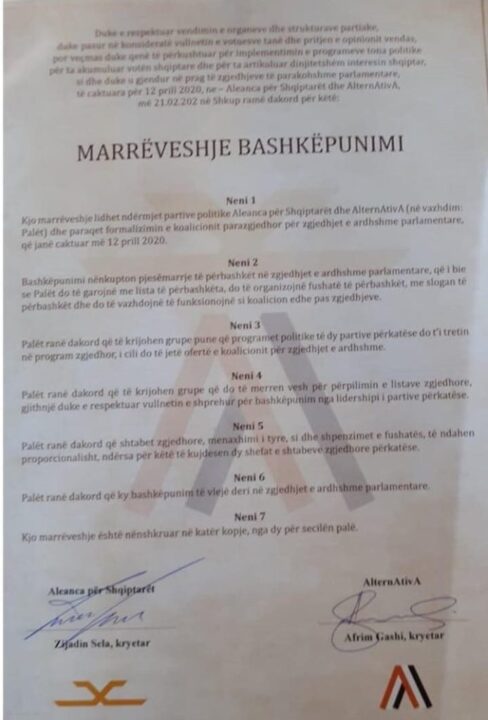 Duke e respektuar vendimin e organeve dhe strukturave partiake,
duke pasur në konsideratë vullnetin e votuesve tanë dhe pritjen e opinionit vendas,
por veçmas duke qenë të përkushtuar për implementimin e programeve tona politike
për ta akumuluar votën shqiptare dhe për ta artikuluar dinjitetshëm interesin shqiptar,
si dhe duke u gjendur në prag të zgjedhjeve të parakohshme parlamentare,
të caktuara për 12 prill 2020, ne – Aleanca për Shqiptarët dhe AlternAtivA,
më 21.02.202 në Shkup ramë dakord për këtë:
MARRËVESHJE BASHKËPUNIMI
Neni 1
Kjo marrëveshje lidhet ndërmjet partive politike Aleanca për Shqiptarët dhe AlternAtivA (në vazhdim:
Palët) dhe paraqet formalizimin e koalicionit parazgjedhor për zgjedhjet e ardhshme parlamentare,
që janë caktuar më 12 prill 2020.
Neni 2
Bashkëpunimi nënkupton pjesëmarrje të përbashkët në zgjedhjet e ardhshme parlamentare, që i bie
se Palët do të garojnë me lista të përbashkëta, do të organizojnë fushatë të përbashkët, me slogan të
përbashkët dhe do të vazhdojnë të funksionojnë si koalicion edhe pas zgjedhjeve.
Neni 3
Palët ranë dakord që të krijohen grupe pune që programet politike të dy partive përkatëse do t'i tretin
në program zgjedhor, i cili do të jetë ofertë e koalicionit për zgjedhjet e ardhshme.
Neni 4
Palët ranë dakord që të krijohen grupe që do të merren vesh për përpilimin e listave zgjedhore,
gjithnjë duke e respektuar vullnetin e shprehur për bashkëpunim nga lidershipi i partive përkatëse.
Neni 5
Palët ranë dakord që shtabet zgjedhore, menaxhimi i tyre, si dhe shpenzimet e fushatës, të ndahen
proporcionalisht, ndërsa për këtë të kujdesen dy shefat e shtabeve zgjedhore përkatëse.
Neni 6
Palët ranë dakord që ky bashkëpunim të vlejë deri në zgjedhjet e ardhshme parlamentare.
Neni 7
Kjo marrëveshje është nënshkruar në katër kopje, nga dy për secilën palë.
Aleanca për Shqiptarët
Zijadin Sela, kryetar
AlternAtivA
Afrim Gashi, kryetar